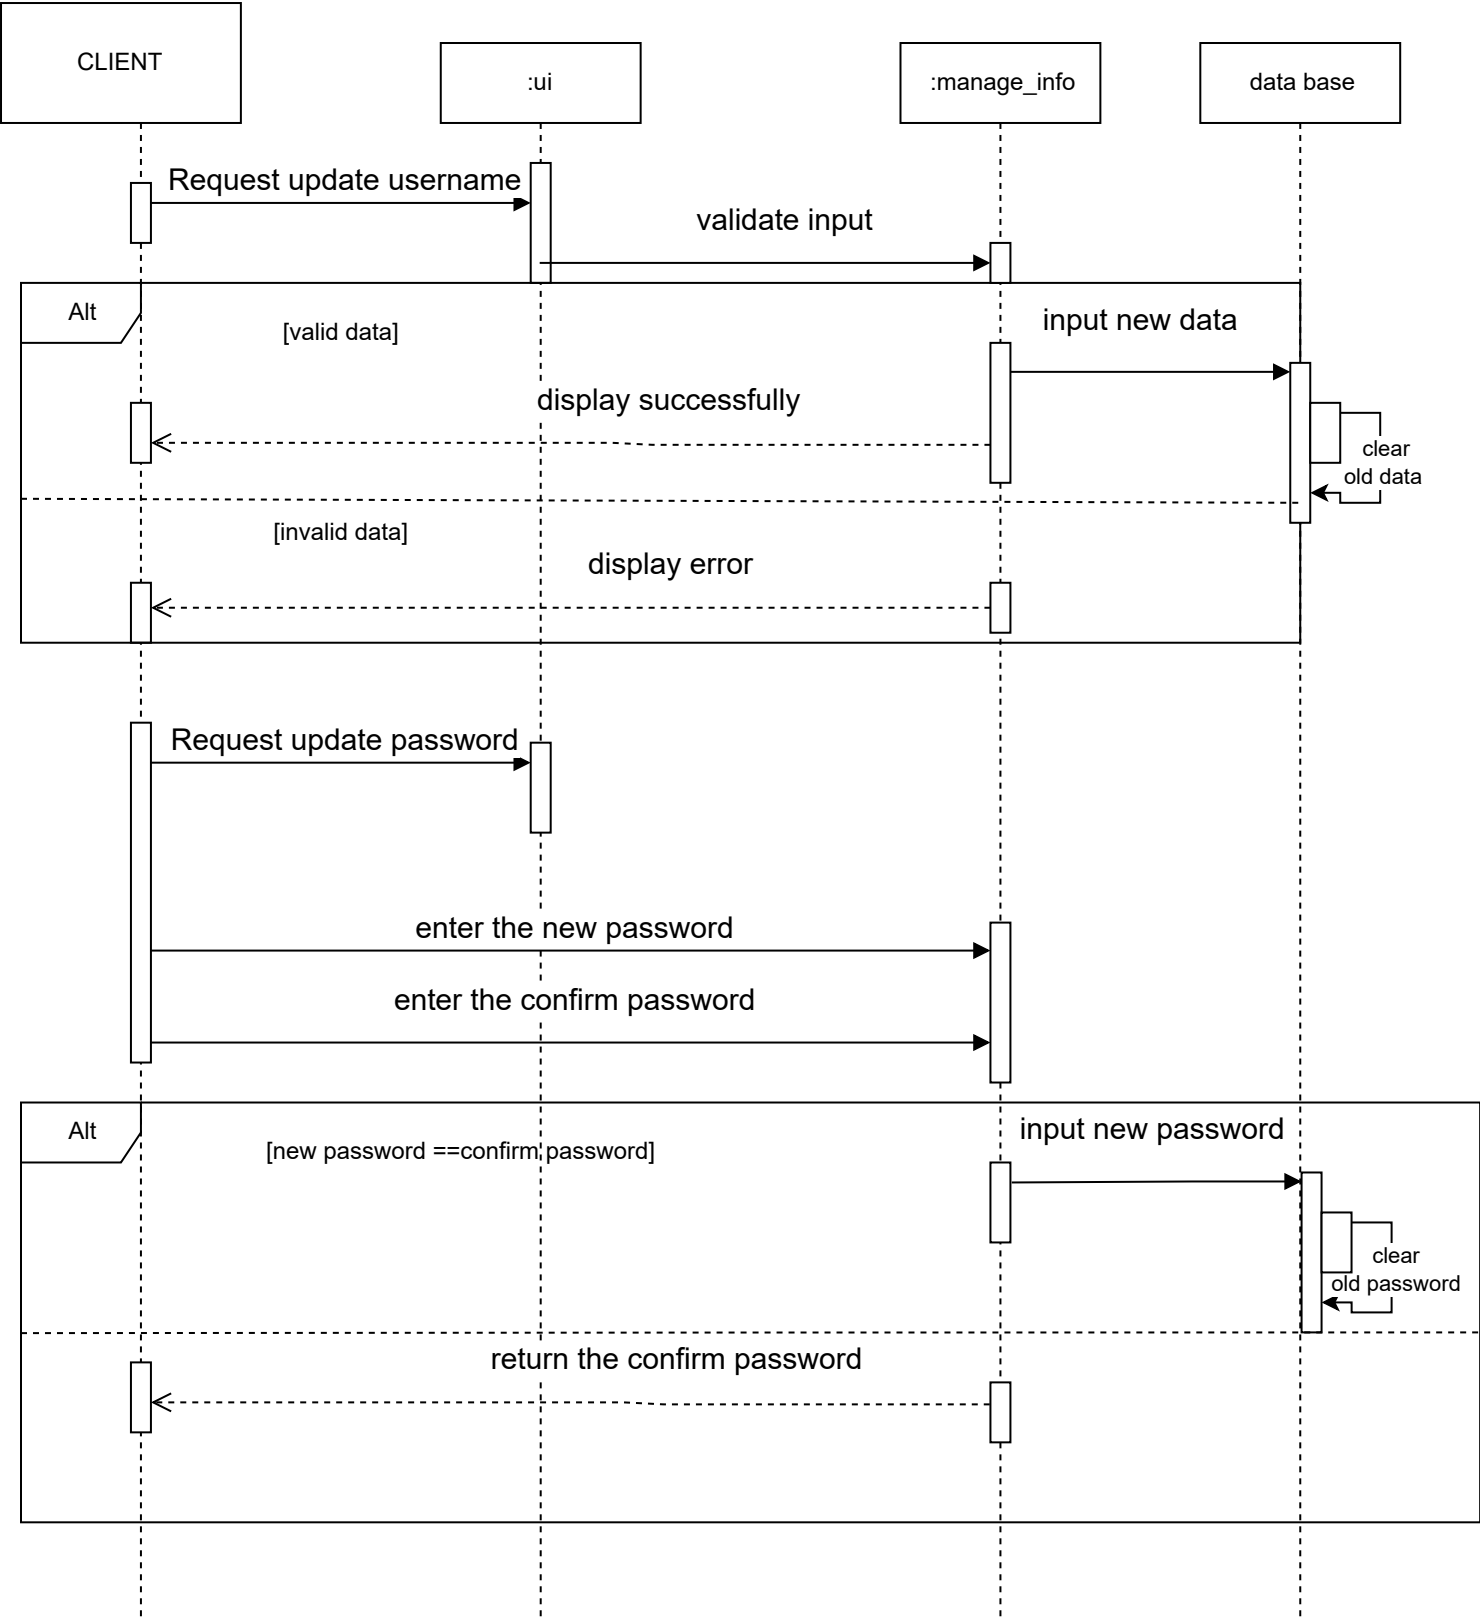 CLIENT
:ui
:manage_info
data base
Request update username
validate input
Alt
[valid data]
input new data
display successfully
clear
old data
[invalid data]
display error
Request update password
enter the new password
enter the confirm password
Alt
[new password ==confirm password]
input new password
clear
old password
return the confirm password